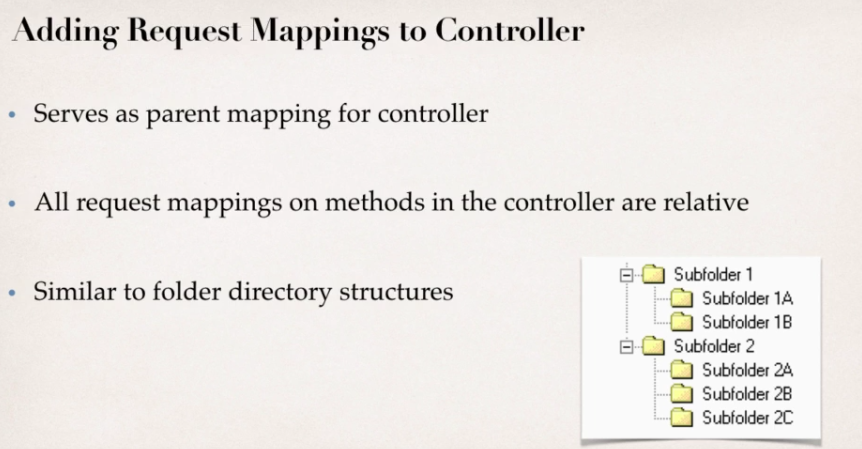 Adding Request Mappings to Controller
• Serves as parent mapping for controller
• All request mappings on methods in the controller are relative
• Similar to folder directory structures
Subfolder 1
Subfolder 1A
Subfolder 1B
Subfolder 2
Subfolder 2A
Subfolder 2B
Subfolder 2C